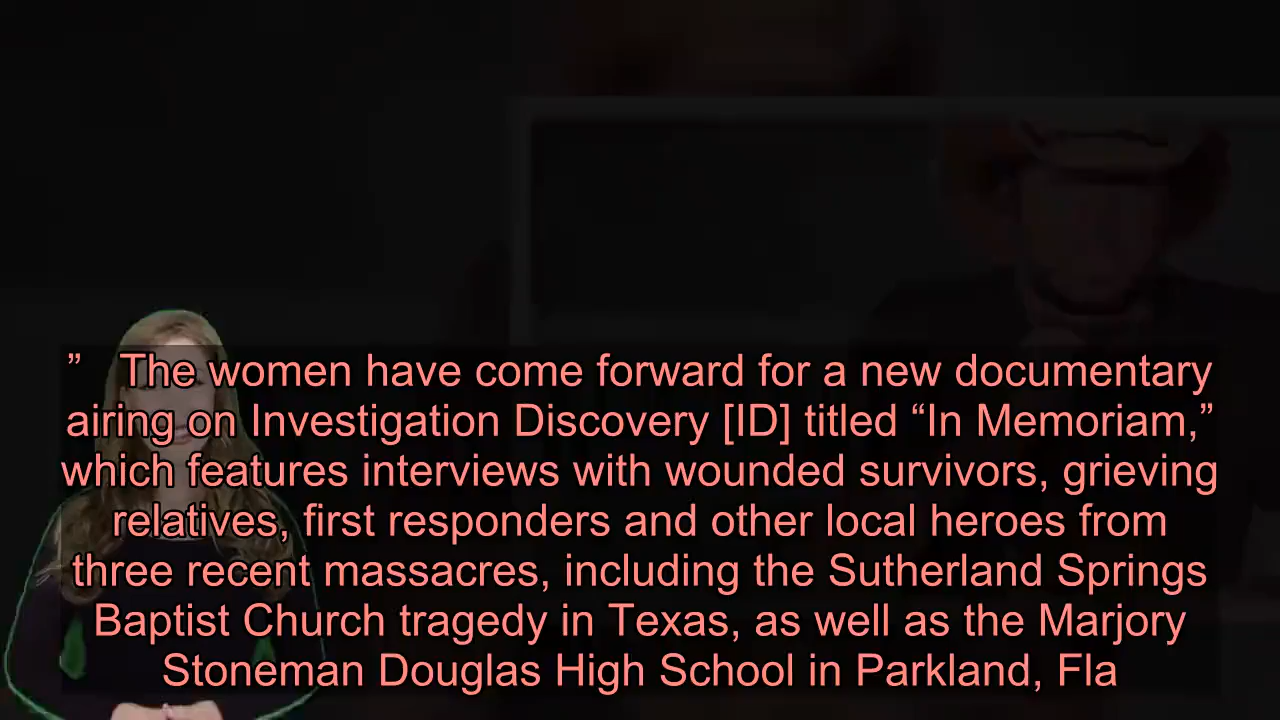 ”   The women have come forward for a new documentary
airing on Investigation Discovery [ID] titled “In Memoriam,”
which features interviews with wounded survivors, grieving
relatives, first responders and other local heroes from
three recent massacres, including the Sutherland Springs
Baptist Church tragedy in Texas, as well as the Marjory
Stoneman Douglas High School in Parkland, Fla